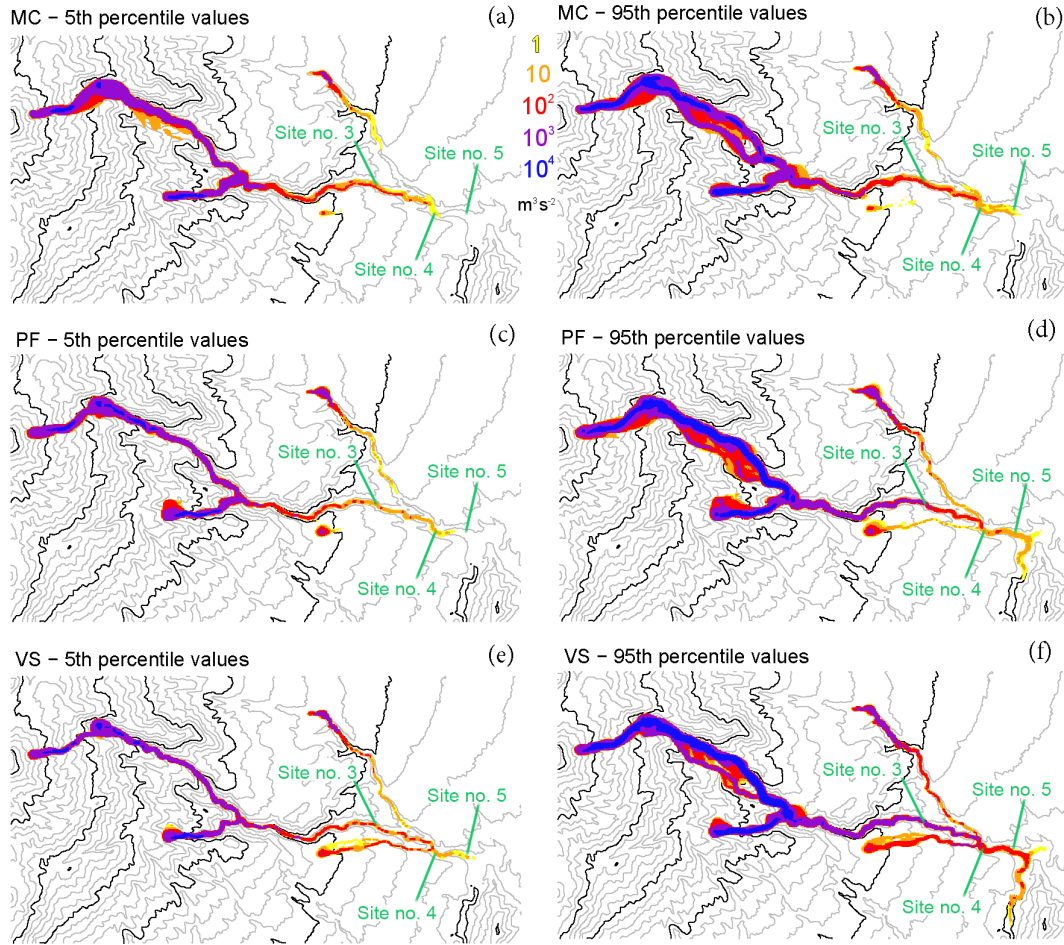 MC – 5th percentile values
(a)
MC – 95th percentile values
(b)
1
10
10²
10³
10⁴
m³s⁻²
Site no. 3
Site no. 5
Site no. 4
Site no. 3
Site no. 5
Site no. 4
PF – 5th percentile values
(c)
PF – 95th percentile values
(d)
Site no. 3
Site no. 5
Site no. 4
Site no. 3
Site no. 5
Site no. 4
VS – 5th percentile values
(e)
VS – 95th percentile values
(f)
Site no. 3
Site no. 5
Site no. 4
Site no. 3
Site no. 5
Site no. 4